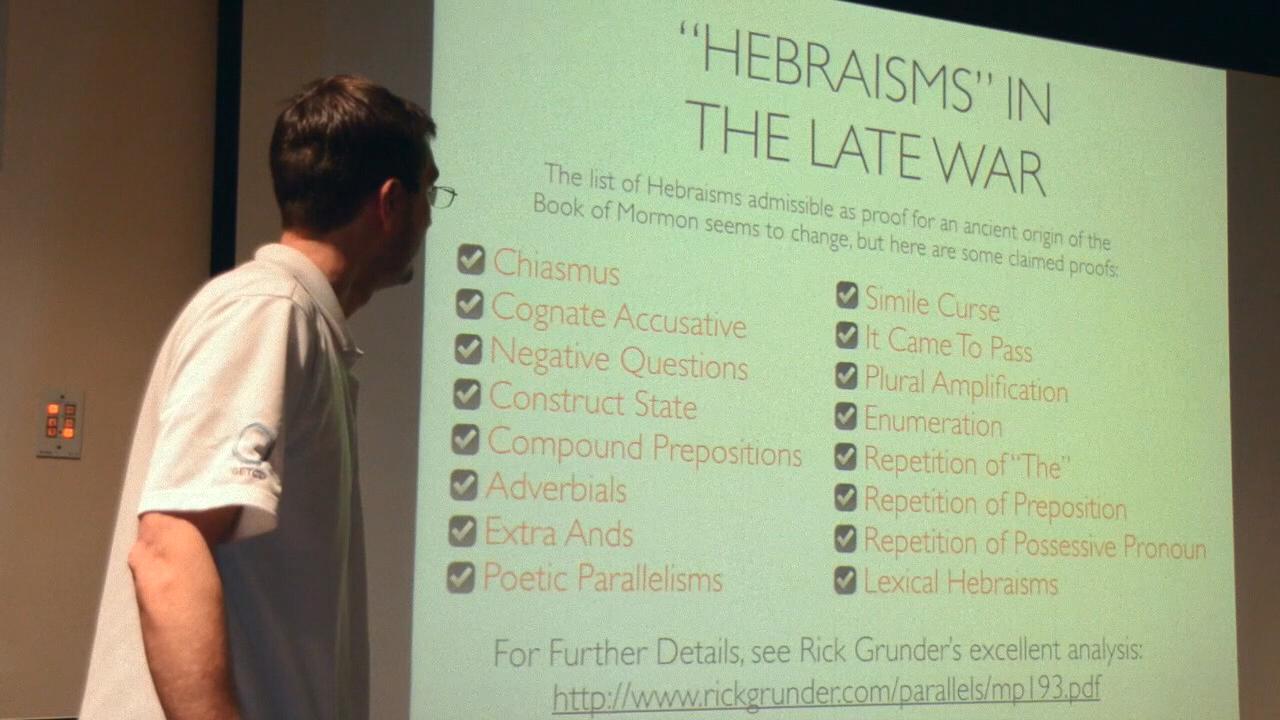 “HEBRAISMS” IN
THE LATE WAR
The list of Hebraisms admissible as proof for an ancient origin of the
Book of Mormon seems to change, but here are some claimed proofs:
Chiasmus
Cognate Accusative
Negative Questions
Construct State
Compound Prepositions
Adverbials
Extra Ands
Poetic Parallelisms
Simile Curse
It Came To Pass
Plural Amplification
Enumeration
Repetition of “The”
Repetition of Preposition
Repetition of Possessive Pronoun
Lexical Hebraisms
For Further Details, see Rick Grunder’s excellent analysis:
http://www.rickgrunder.com/parallels/mp193.pdf